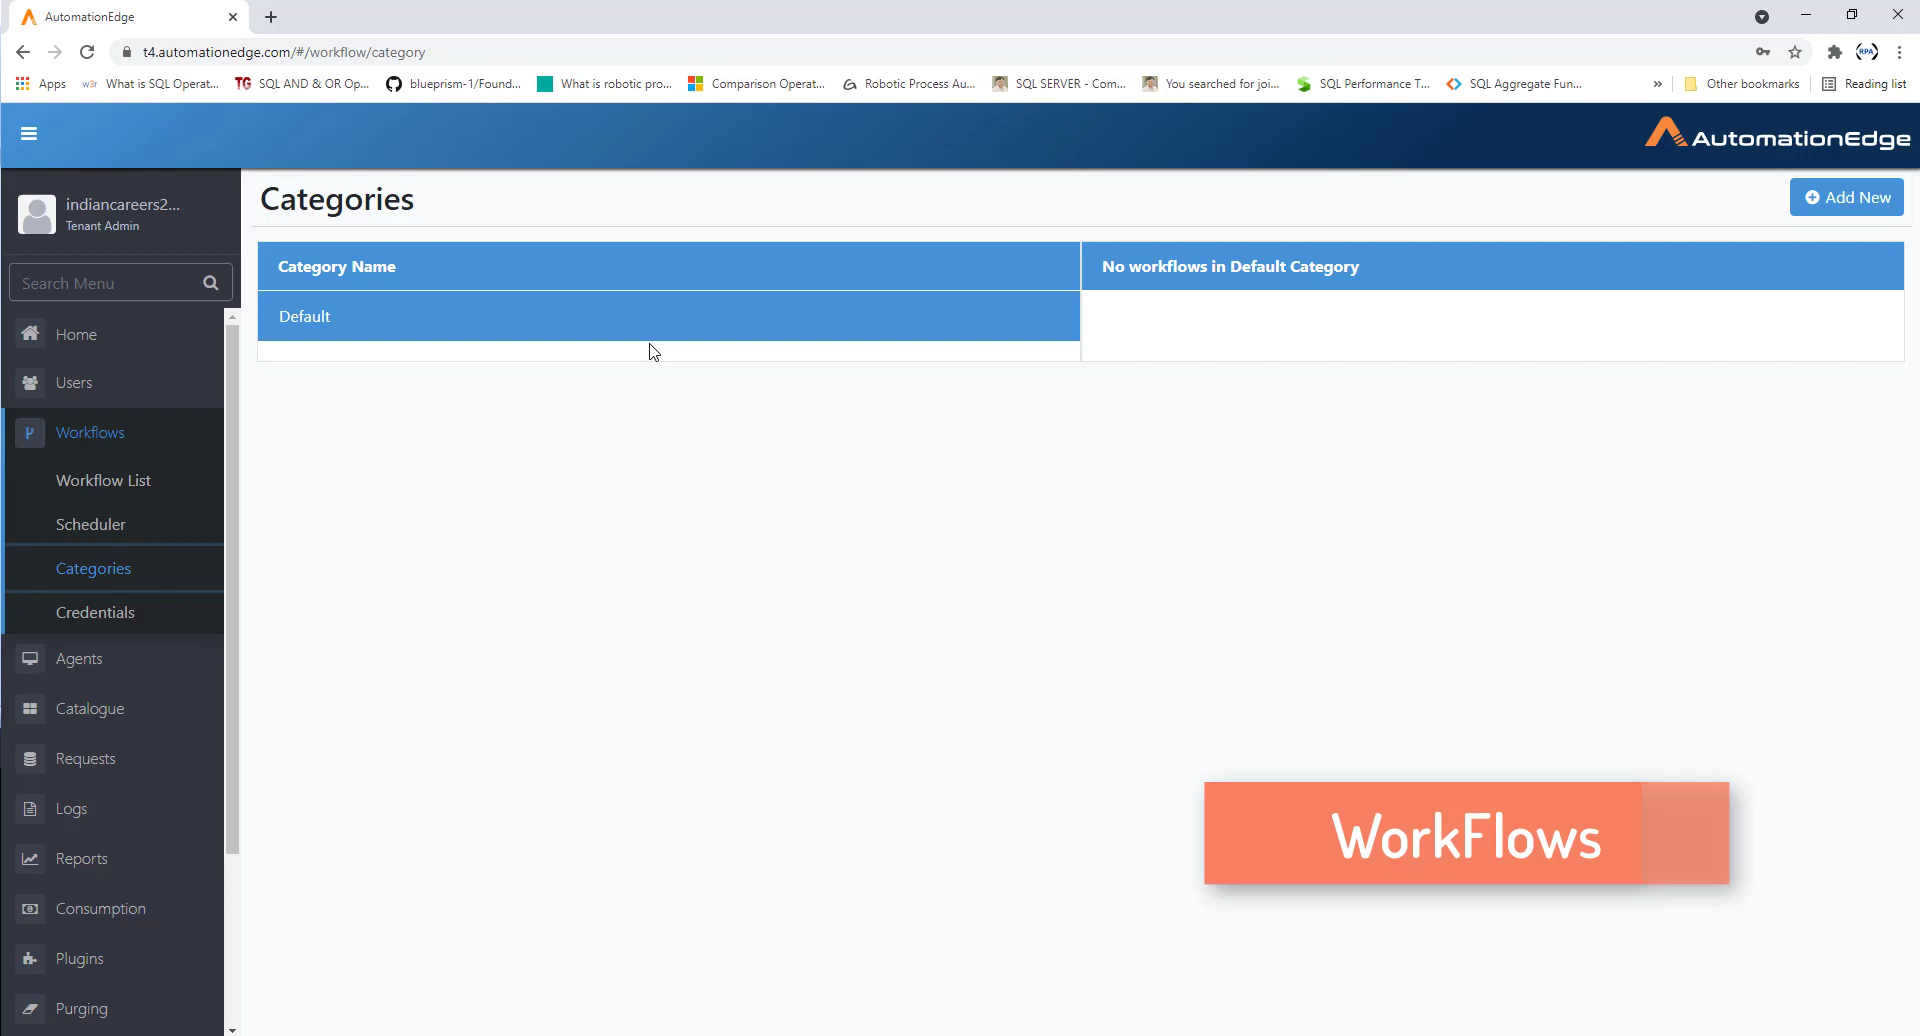 AutomationEdge
t4.automationedge.com/#/workflow/category
Apps
w3r What is SQL Operat...
TG SQL AND & OR Op...
blueprism-1/Found...
What is robotic pro...
Comparison Operat...
Robotic Process Au...
SQL SERVER - Com...
You searched for joi...
SQL Performance T...
SQL Aggregate Fun...
»
Other bookmarks
Reading list
RPA
AutomationEdge
indiancareers2...
Tenant Admin
Search Menu
Home
Users
Workflows
Workflow List
Scheduler
Categories
Credentials
Agents
Catalogue
Requests
Logs
Reports
Consumption
Plugins
Purging
Categories
Add New
Category Name
No workflows in Default Category
Default
WorkFlows